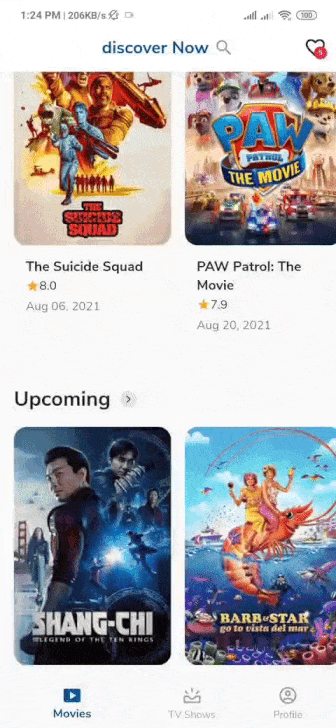 1:24 PM | 206KB/s
100
discover Now
5
PAW
PATROL
THE MOVIE
THE
SUICIDE
SQUAD
The Suicide Squad
8.0
Aug 06, 2021
PAW Patrol: The
Movie
7.9
Aug 20, 2021
Upcoming
SHANG-CHI
LEGEND OF THE TEN RINGS
BARB & STAR
go to vista del mar
Movies
TV Shows
Profile